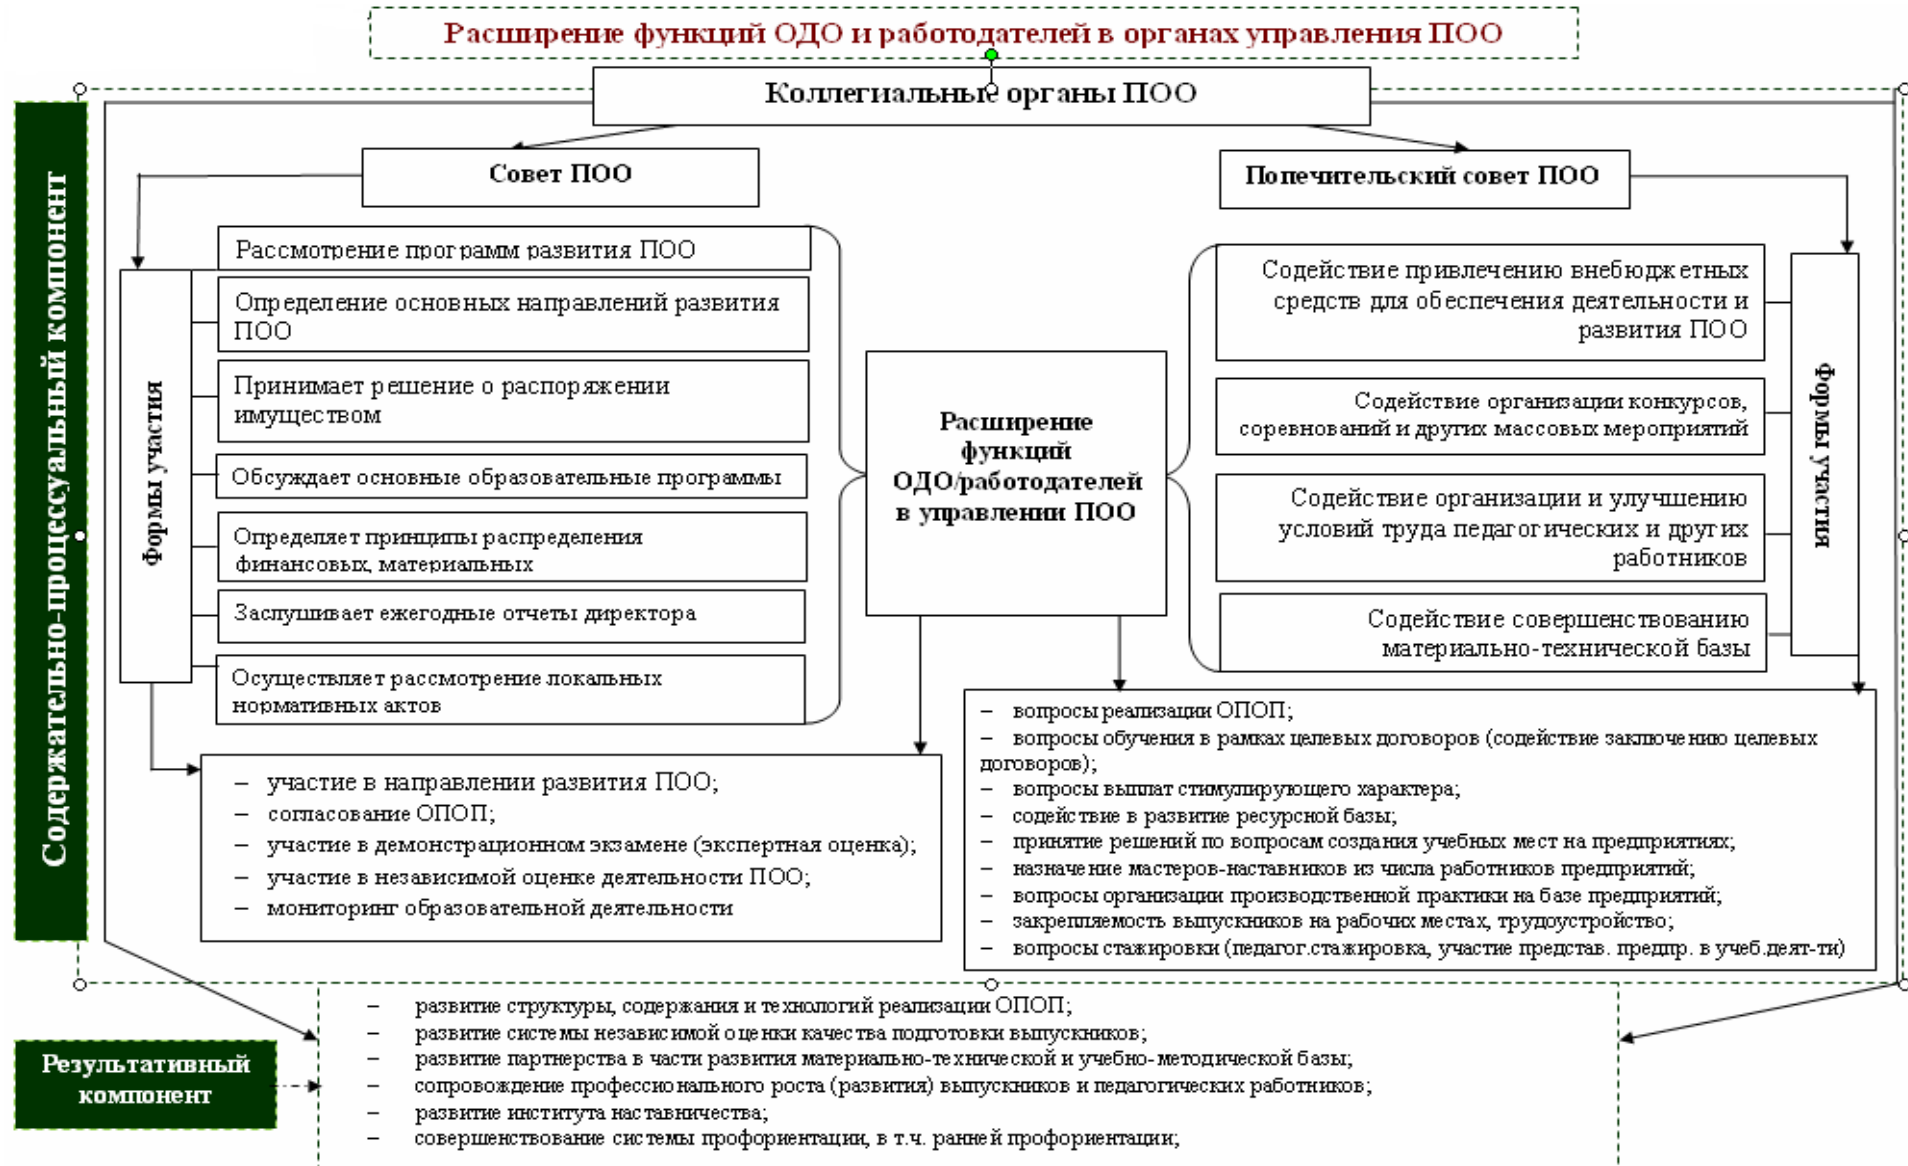 Расширение функций ОДО и работодателей в органах управления ПОО
Коллегиальные органы ПОО
Содержательно-процессуальный компонент
Совет ПОО
Попечительский совет ПОО
Формы участия
Рассмотрение программ развития ПОО
Определение основных направлений развития
ПОО
Принимает решение о распоряжении
имуществом
Обсуждает основные образовательные программы
Определяет принципы распределения
финансовых, материальных
Заслушивает ежегодные отчеты директора
Осуществляет рассмотрение локальных
нормативных актов
Расширение
функций
ОДО/работодателей
в управлении ПОО
Содействие привлечению внебюджетных
средств для обеспечения деятельности и
развития ПОО
Содействие организации конкурсов,
соревнований и других массовых мероприятий
Содействие организации и улучшению
условий труда педагогических и других
работников
Содействие совершенствованию
материально-технической базы
Формы участия
– участие в направлении развития ПОО;
– согласование ОПОП;
– участие в демонстрационном экзамене (экспертная оценка);
– участие в независимой оценке деятельности ПОО;
– мониторинг образовательной деятельности
– вопросы реализации ОПОП;
– вопросы обучения в рамках целевых договоров (содействие заключению целевых
договоров);
– вопросы выплат стимулирующего характера;
– содействие в развитие ресурсной базы;
– принятие решений по вопросам создания учебных мест на предприятиях;
– назначение мастеров-наставников из числа работников предприятий;
– вопросы организации производственной практики на базе предприятий;
– закрепляемость выпускников на рабочих местах, трудоустройство;
– вопросы стажировки (педагог.стажировка, участие представ. предпр. в учеб.деят-ти)
Результативный
компонент
– развитие структуры, содержания и технологий реализации ОПОП;
– развитие системы независимой оценки качества подготовки выпускников;
– развитие партнерства в части развития материально-технической и учебно-методической базы;
– сопровождение профессионального роста (развития) выпускников и педагогических работников;
– развитие института наставничества;
– совершенствование системы профориентации, в т.ч. ранней профориентации;